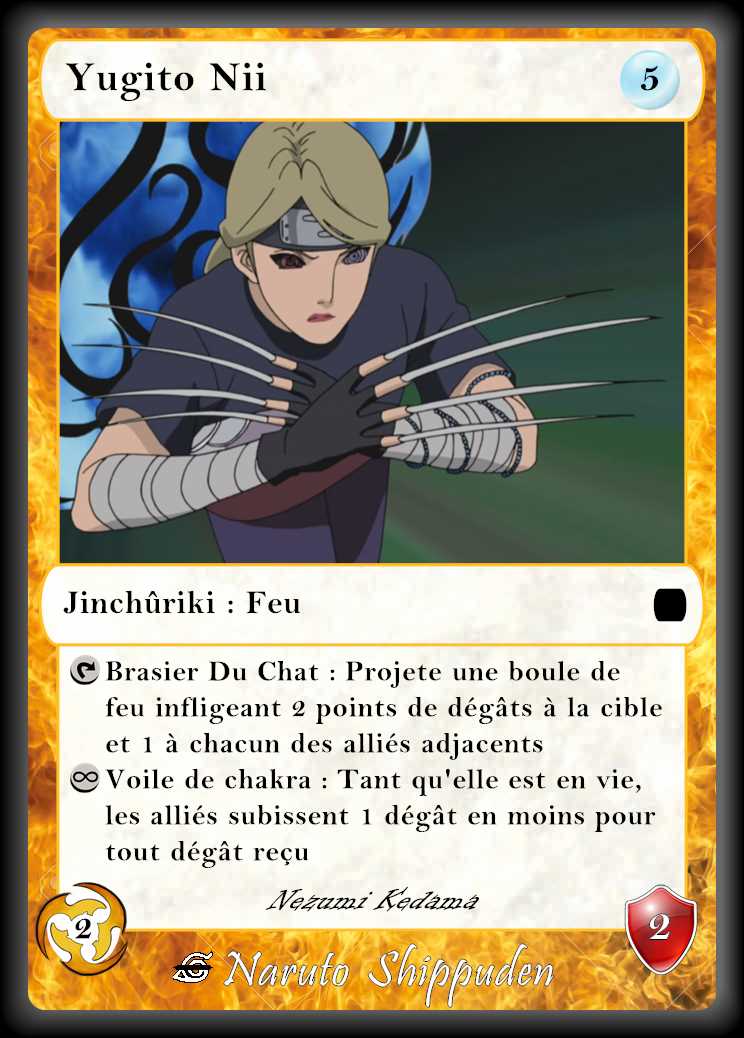 Yugito Nii
5
Jinchûriki : Feu
Brasier Du Chat : Projete une boule de
feu infligeant 2 points de dégâts à la cible
et 1 à chacun des alliés adjacents
∞ Voile de chakra : Tant qu'elle est en vie,
les alliés subissent 1 dégât en moins pour
tout dégât reçu
Nezumi Kedama
2
2
Naruto Shippuden